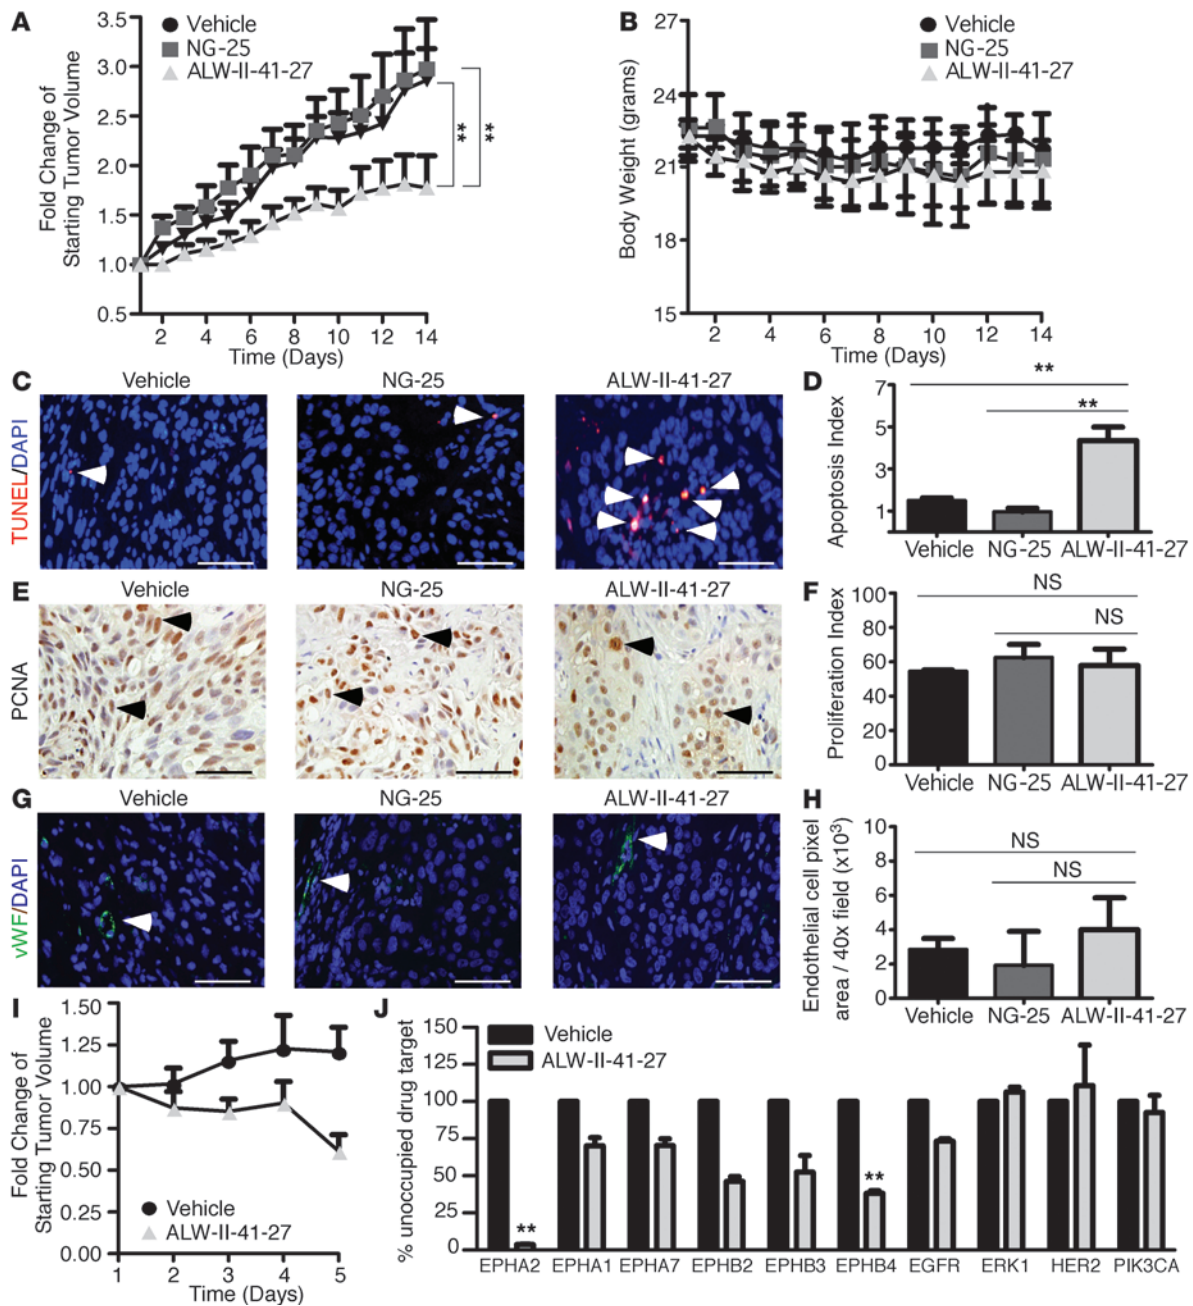 A
Fold Change of
Starting Tumor Volume
3.5
3.0
2.5
2.0
1.5
1.0
0.5
Vehicle
NG-25
ALW-II-41-27
**
**
2 4 6 8 10 12 14
Time (Days)
B
Body Weight (grams)
27
24
21
18
15
Vehicle
NG-25
ALW-II-41-27
2 4 6 8 10 12 14
Time (Days)
C
Vehicle NG-25 ALW-II-41-27
TUNEL/DAPI
D
Apoptosis Index
7
5
3
1
**
**
Vehicle NG-25 ALW-II-41-27
E
Vehicle NG-25 ALW-II-41-27
PCNA
F
Proliferation Index
100
80
60
40
20
0
NS
NS
Vehicle NG-25 ALW-II-41-27
G
Vehicle NG-25 ALW-II-41-27
vWF/DAPI
H
Endothelial cell pixel
area / 40x field (x10³)
10
8
6
4
2
0
NS
NS
Vehicle NG-25 ALW-II-41-27
I
Fold Change of
Starting Tumor Volume
1.50
1.25
1.00
0.75
0.50
0.25
0.00
Vehicle
ALW-II-41-27
1 2 3 4 5
Time (Days)
J
% unoccupied drug target
150
125
100
75
50
25
0
Vehicle
ALW-II-41-27
**
**
EPHA2 EPHA1 EPHA7 EPHB2 EPHB3 EPHB4 EGFR ERK1 HER2 PIK3CA